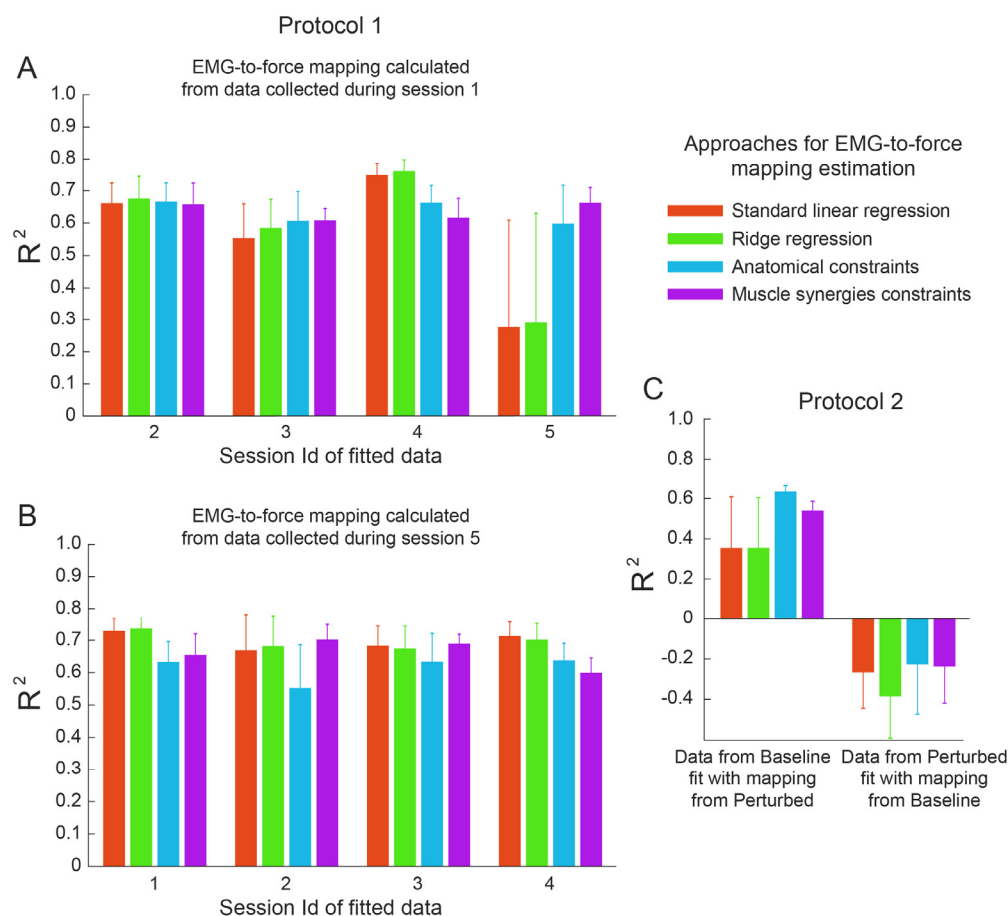 Protocol 1
A
EMG-to-force mapping calculated
from data collected during session 1
1.0
0.9
0.8
0.7
0.6
0.5
0.4
0.3
0.2
0.1
0
R2
2
3
4
5
Session Id of fitted data
Approaches for EMG-to-force
mapping estimation
Standard linear regression
Ridge regression
Anatomical constraints
Muscle synergies constraints
B
EMG-to-force mapping calculated
from data collected during session 5
1.0
0.9
0.8
0.7
0.6
0.5
0.4
0.3
0.2
0.1
0
R2
1
2
3
4
Session Id of fitted data
C
Protocol 2
1.0
0.8
0.6
0.4
0.2
0
-0.2
-0.4
R2
Data from Baseline
fit with mapping
from Perturbed
Data from Perturbed
fit with mapping
from Baseline